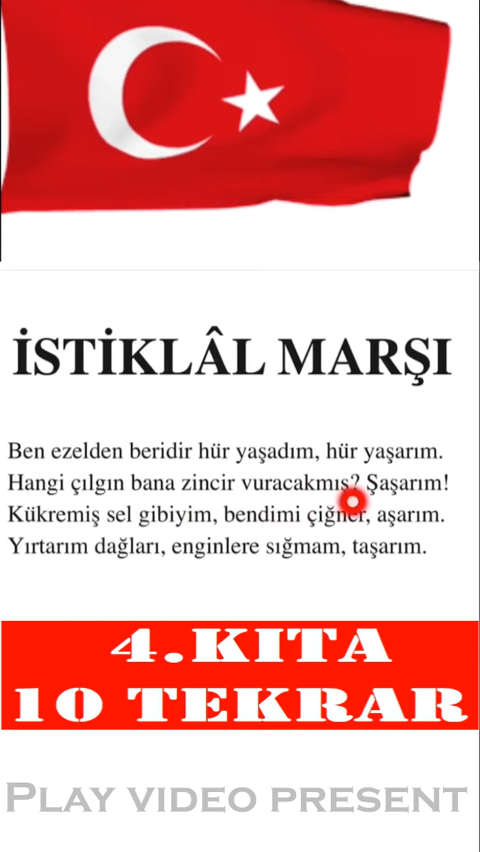 İSTİKLÂL MARŞI
Ben ezelden beridir hür yaşadım, hür yaşarım.
Hangi çılgın bana zincir vuracakmış? Şaşarım!
Kükremiş sel gibiyim, bendimi çiğner, aşarım.
Yırtarım dağları, enginlere sığmam, taşarım.
4.KITA
10 TEKRAR
PLAY VIDEO PRESENT